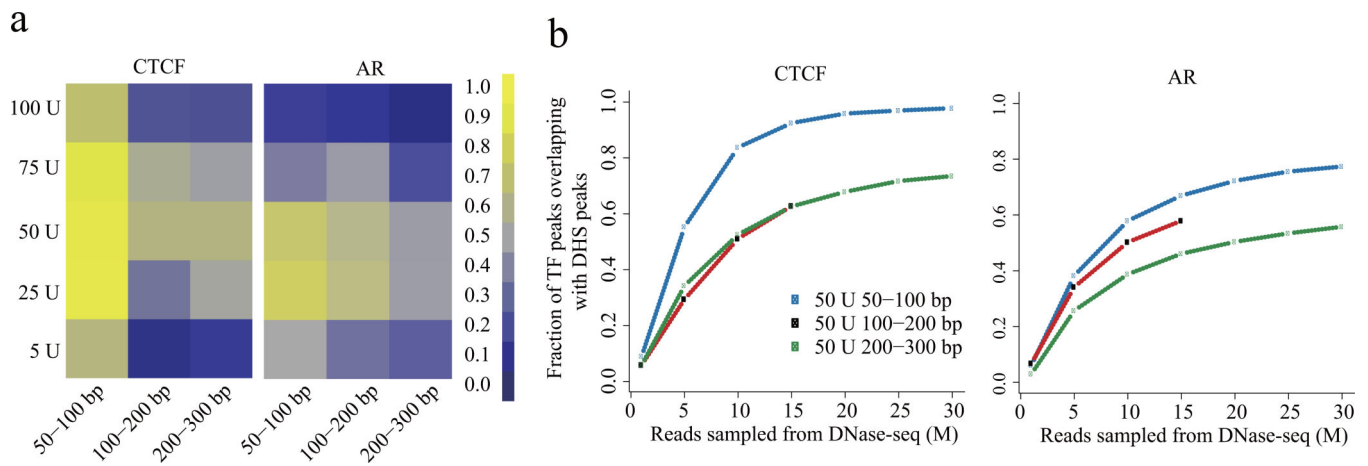 a
CTCF
AR
100 U
75 U
50 U
25 U
5 U
50−100 bp
100−200 bp
200−300 bp
50−100 bp
100−200 bp
200−300 bp
1.0
0.9
0.8
0.7
0.6
0.5
0.4
0.3
0.2
0.1
0.0
b
CTCF
Fraction of TF peaks overlapping
with DHS peaks
1.0
0.8
0.6
0.4
0.2
0.0
50 U 50−100 bp
50 U 100−200 bp
50 U 200−300 bp
0 5 10 15 20 25 30
Reads sampled from DNase-seq (M)
AR
1.0
0.8
0.6
0.4
0.2
0.0
0 5 10 15 20 25 30
Reads sampled from DNase-seq (M)